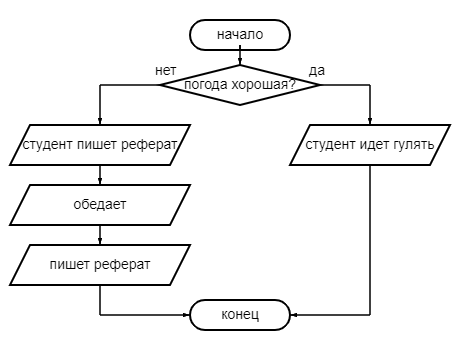 начало
нет
да
погода хорошая?
студент пишет реферат
студент идет гулять
обедает
пишет реферат
конец